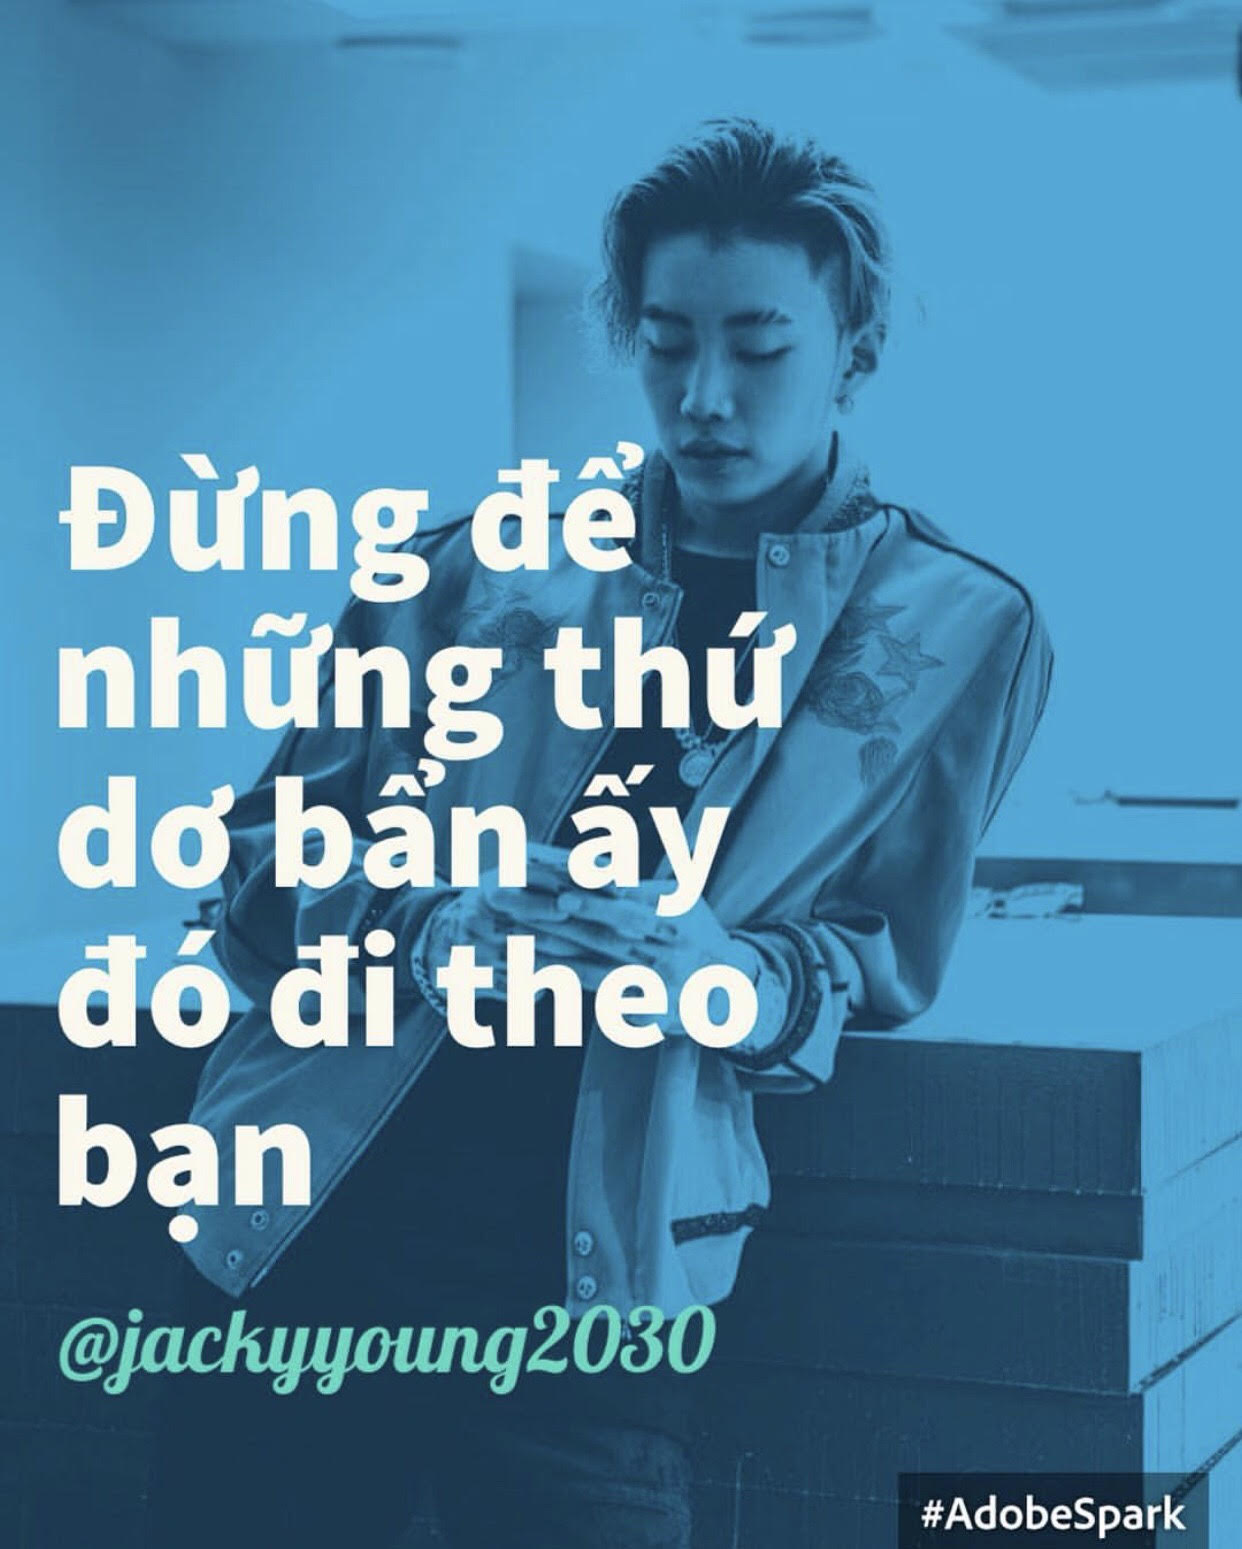 Đừng để
những thứ
dơ bẩn ấy
đó đi theo
bạn
@jackyyoung2030
#AdobeSpark